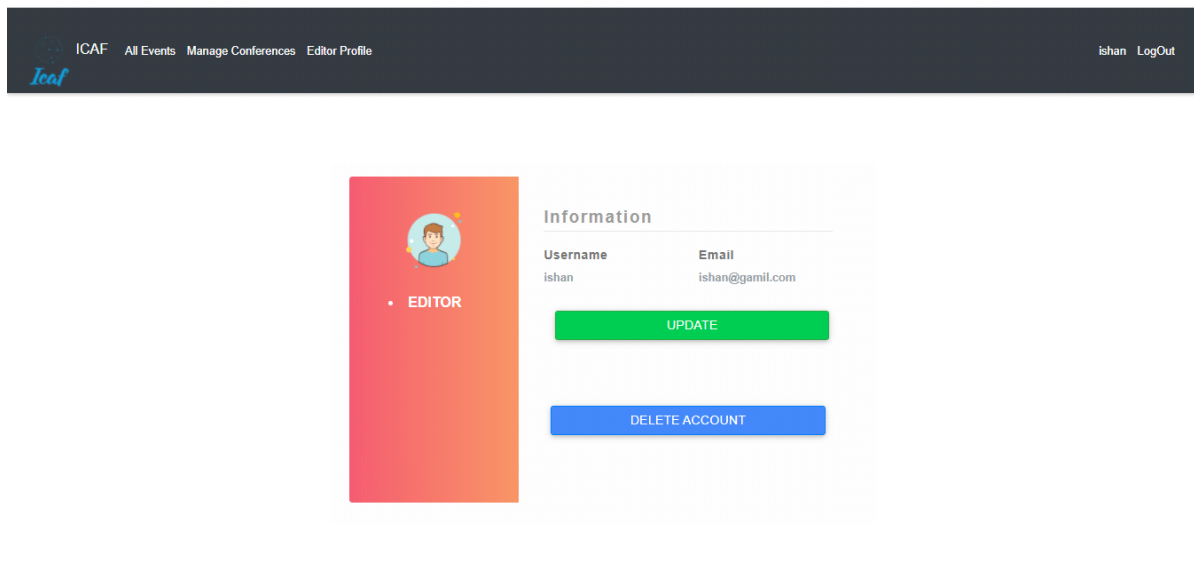 Icaf
ICAF All Events Manage Conferences Editor Profile ishan LogOut
EDITOR
Information
Username Email
ishan ishan@gamil.com
UPDATE
DELETE ACCOUNT